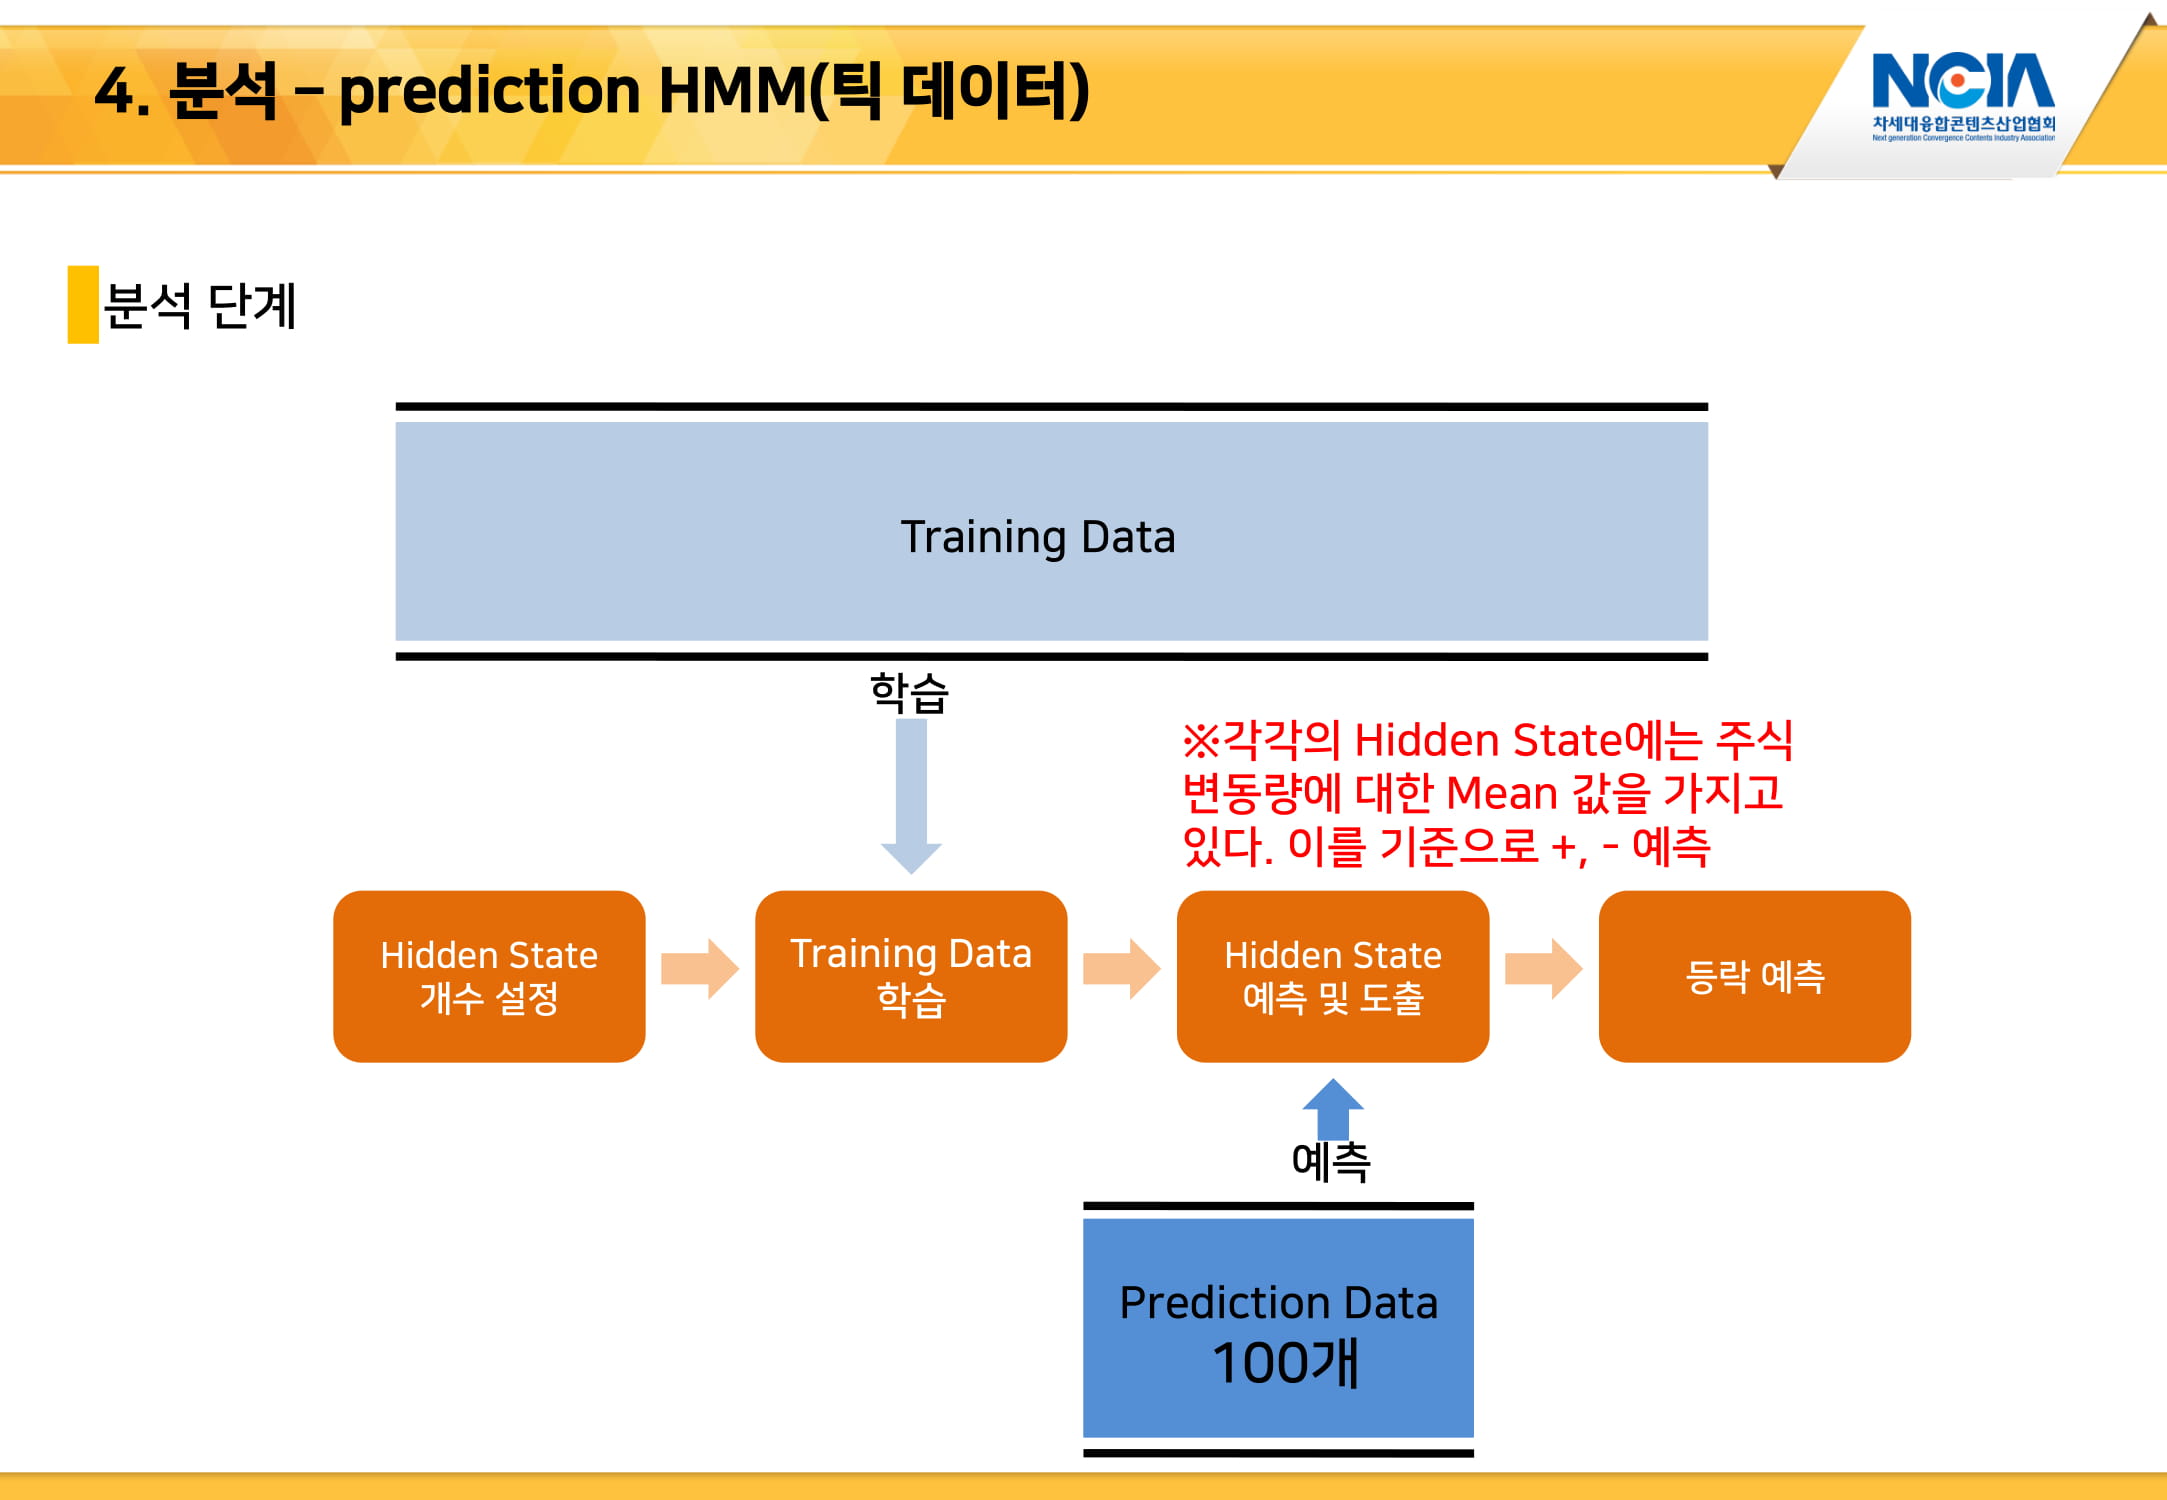 4. 분석 – prediction HMM(틱 데이터)
NCIA
차세대융합콘텐츠산업협회
Next generation Convergence Contents Industry Association
분석 단계
Training Data
학습
※각각의 Hidden State에는 주식
변동량에 대한 Mean 값을 가지고
있다. 이를 기준으로 +, - 예측
Hidden State
개수 설정
Training Data
학습
Hidden State
예측 및 도출
등락 예측
예측
Prediction Data
100개